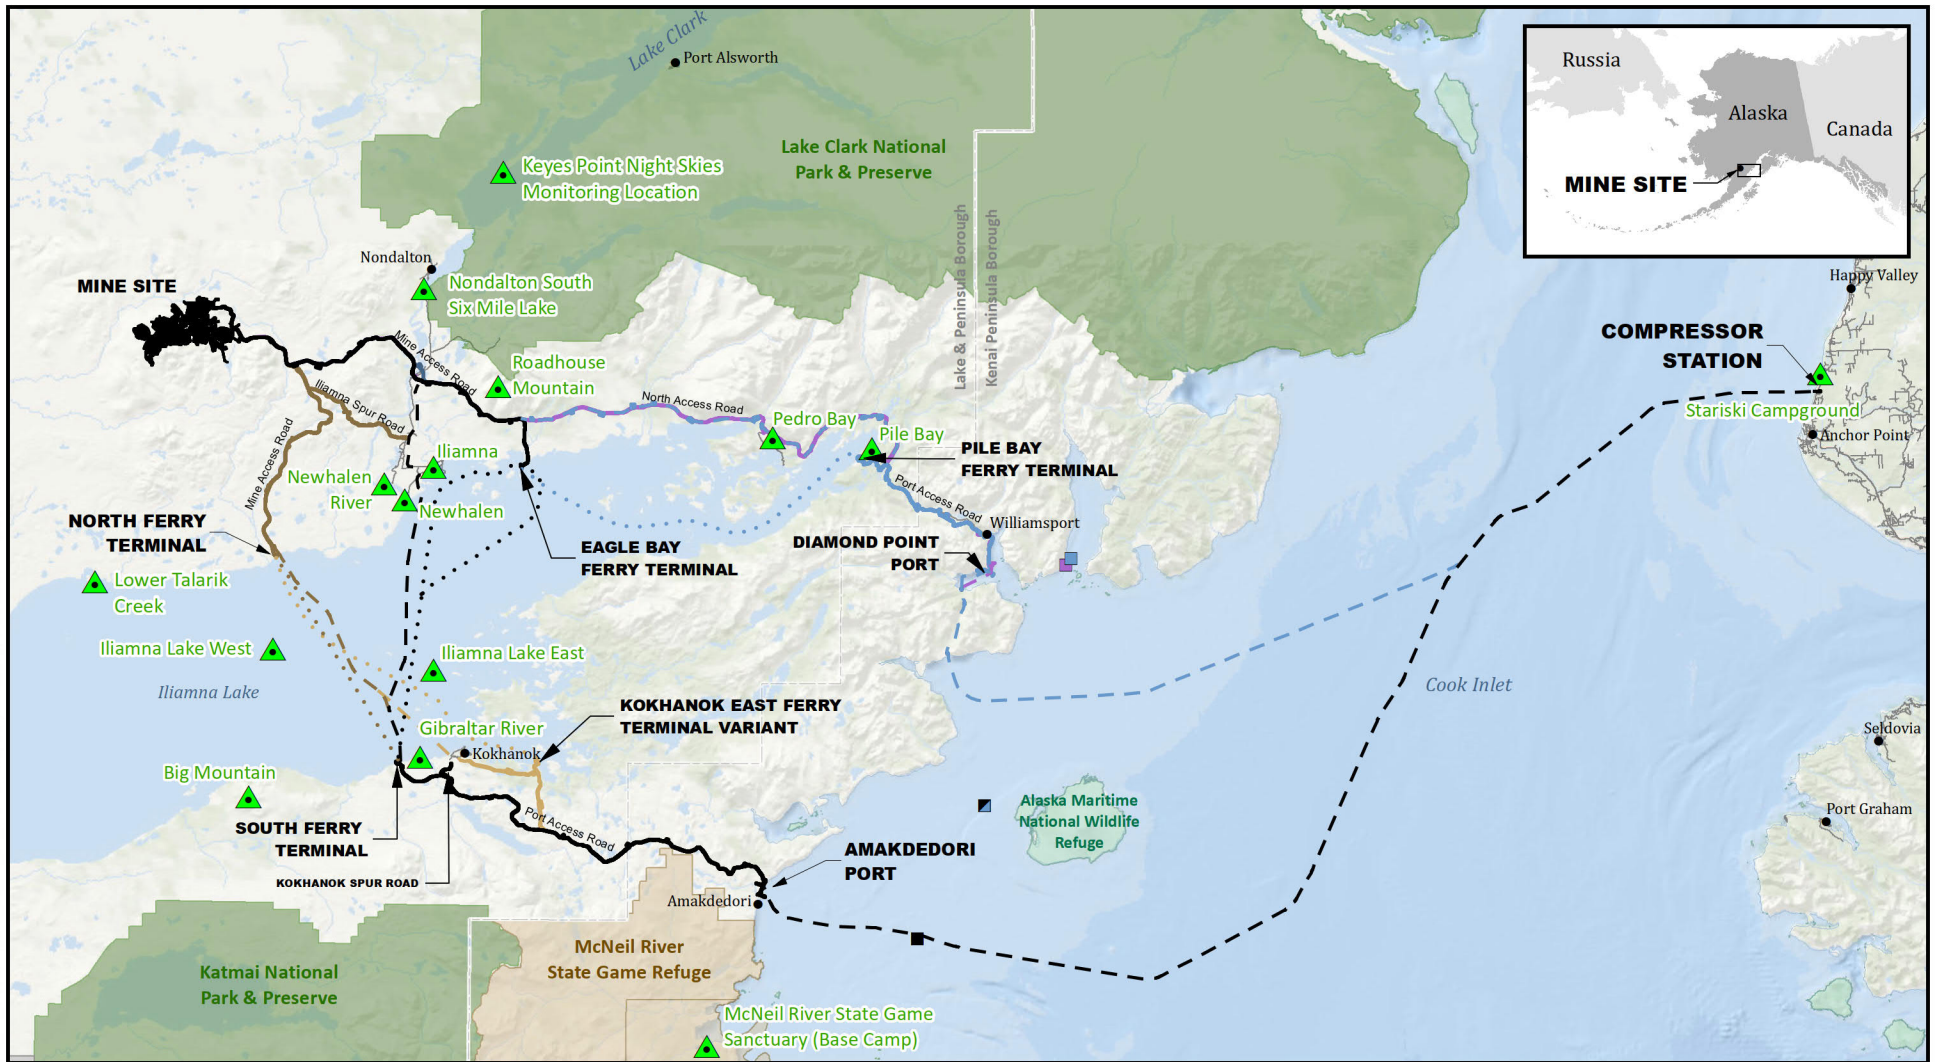 Lake Clark
Port Alsworth
Russia
Alaska
Canada
MINE SITE
Lake Clark National
Park & Preserve
Keyes Point Night Skies
Monitoring Location
Lake & Peninsula Borough
Kenai Peninsula Borough
Nondalton
Nondalton South
Six Mile Lake
MINE SITE
Happy Valley
COMPRESSOR
STATION
Stariski Campground
Anchor Point
Mine Access Road
Roadhouse
Mountain
Iliamna Spur Road
North Access Road
Pedro Bay
Pile Bay
PILE BAY
FERRY TERMINAL
Mine Access Road
Iliamna
Newhalen
River
Newhalen
Port Access Road
Williamsport
NORTH FERRY
TERMINAL
EAGLE BAY
FERRY TERMINAL
DIAMOND POINT
PORT
Lower Talarik
Creek
Iliamna Lake West
Iliamna Lake East
Iliamna Lake
Cook Inlet
KOKHANOK EAST FERRY
TERMINAL VARIANT
Gibraltar River
Kokhanok
Seldovia
Big Mountain
Alaska Maritime
National Wildlife
Refuge
Port Graham
SOUTH FERRY
TERMINAL
Port Access Road
AMAKDEDORI
PORT
KOKHANOK SPUR ROAD
Amakdedori
McNeil River
State Game Refuge
Katmai National
Park & Preserve
McNeil River State Game
Sanctuary (Base Camp)